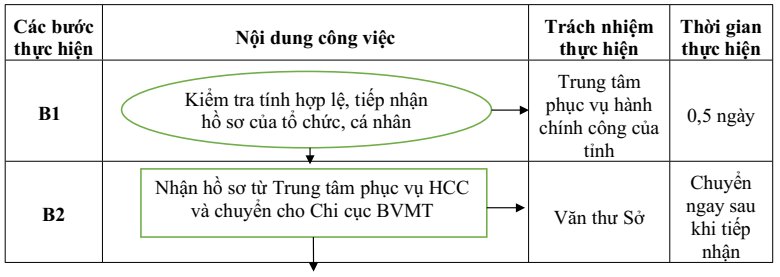 Các bước
thực hiện
Nội dung công việc
Trách nhiệm
thực hiện
Thời gian
thực hiện
B1
Kiểm tra tính hợp lệ, tiếp nhận
hồ sơ của tổ chức, cá nhân
Trung tâm
phục vụ hành
chính công của
tỉnh
0,5 ngày
B2
Nhận hồ sơ từ Trung tâm phục vụ HCC
và chuyển cho Chi cục BVMT
Văn thư Sở
Chuyển
ngay sau
khi tiếp
nhận